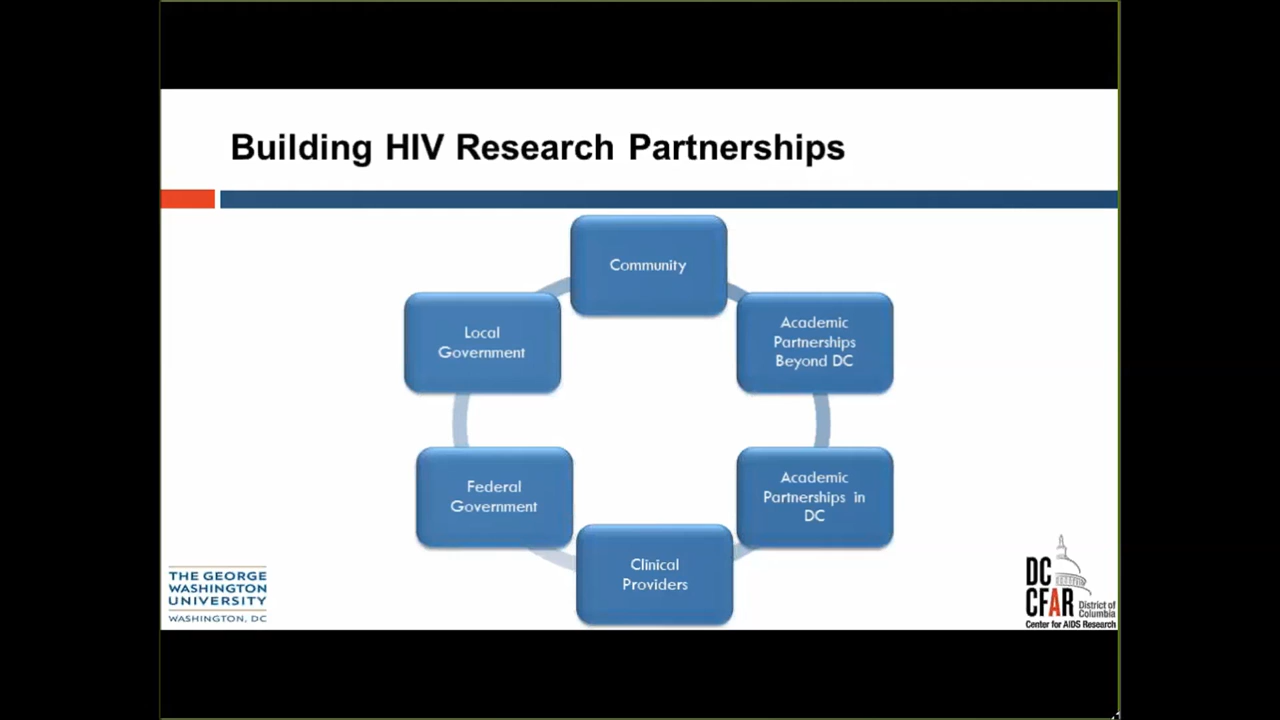 Building HIV Research Partnerships
Community
Local
Government
Academic
Partnerships
Beyond DC
Federal
Government
Academic
Partnerships in
DC
Clinical
Providers
THE GEORGE
WASHINGTON
UNIVERSITY
WASHINGTON, DC
DC
CFAR
District of
Columbia
Center for AIDS Research